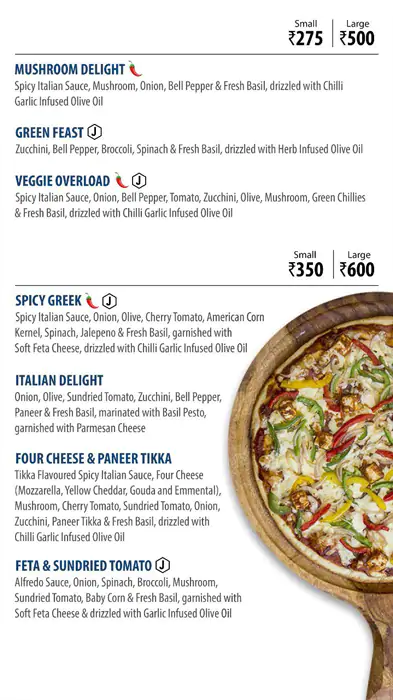 Small Large
₹275 ₹500
MUSHROOM DELIGHT
Spicy Italian Sauce, Mushroom, Onion, Bell Pepper & Fresh Basil, drizzled with Chilli
Garlic Infused Olive Oil
GREEN FEAST J
Zucchini, Bell Pepper, Broccoli, Spinach & Fresh Basil, drizzled with Herb Infused Olive Oil
VEGGIE OVERLOAD J
Spicy Italian Sauce, Onion, Bell Pepper, Tomato, Zucchini, Olive, Mushroom, Green Chillies
& Fresh Basil, drizzled with Chilli Garlic Infused Olive Oil
Small Large
₹350 ₹600
SPICY GREEK J
Spicy Italian Sauce, Onion, Olive, Cherry Tomato, American Corn
Kernel, Spinach, Jalepeno & Fresh Basil, garnished with
Soft Feta Cheese, drizzled with Chilli Garlic Infused Olive Oil
ITALIAN DELIGHT
Onion, Olive, Sundried Tomato, Zucchini, Bell Pepper,
Paneer & Fresh Basil, marinated with Basil Pesto,
garnished with Parmesan Cheese
FOUR CHEESE & PANEER TIKKA
Tikka Flavoured Spicy Italian Sauce, Four Cheese
(Mozzarella, Yellow Cheddar, Gouda and Emmental),
Mushroom, Cherry Tomato, Sundried Tomato, Onion,
Zucchini, Paneer Tikka & Fresh Basil, drizzled with
Chilli Garlic Infused Olive Oil
FETA & SUNDRIED TOMATO J
Alfredo Sauce, Onion, Spinach, Broccoli, Mushroom,
Sundried Tomato, Baby Corn & Fresh Basil, garnished with
Soft Feta Cheese & drizzled with Garlic Infused Olive Oil